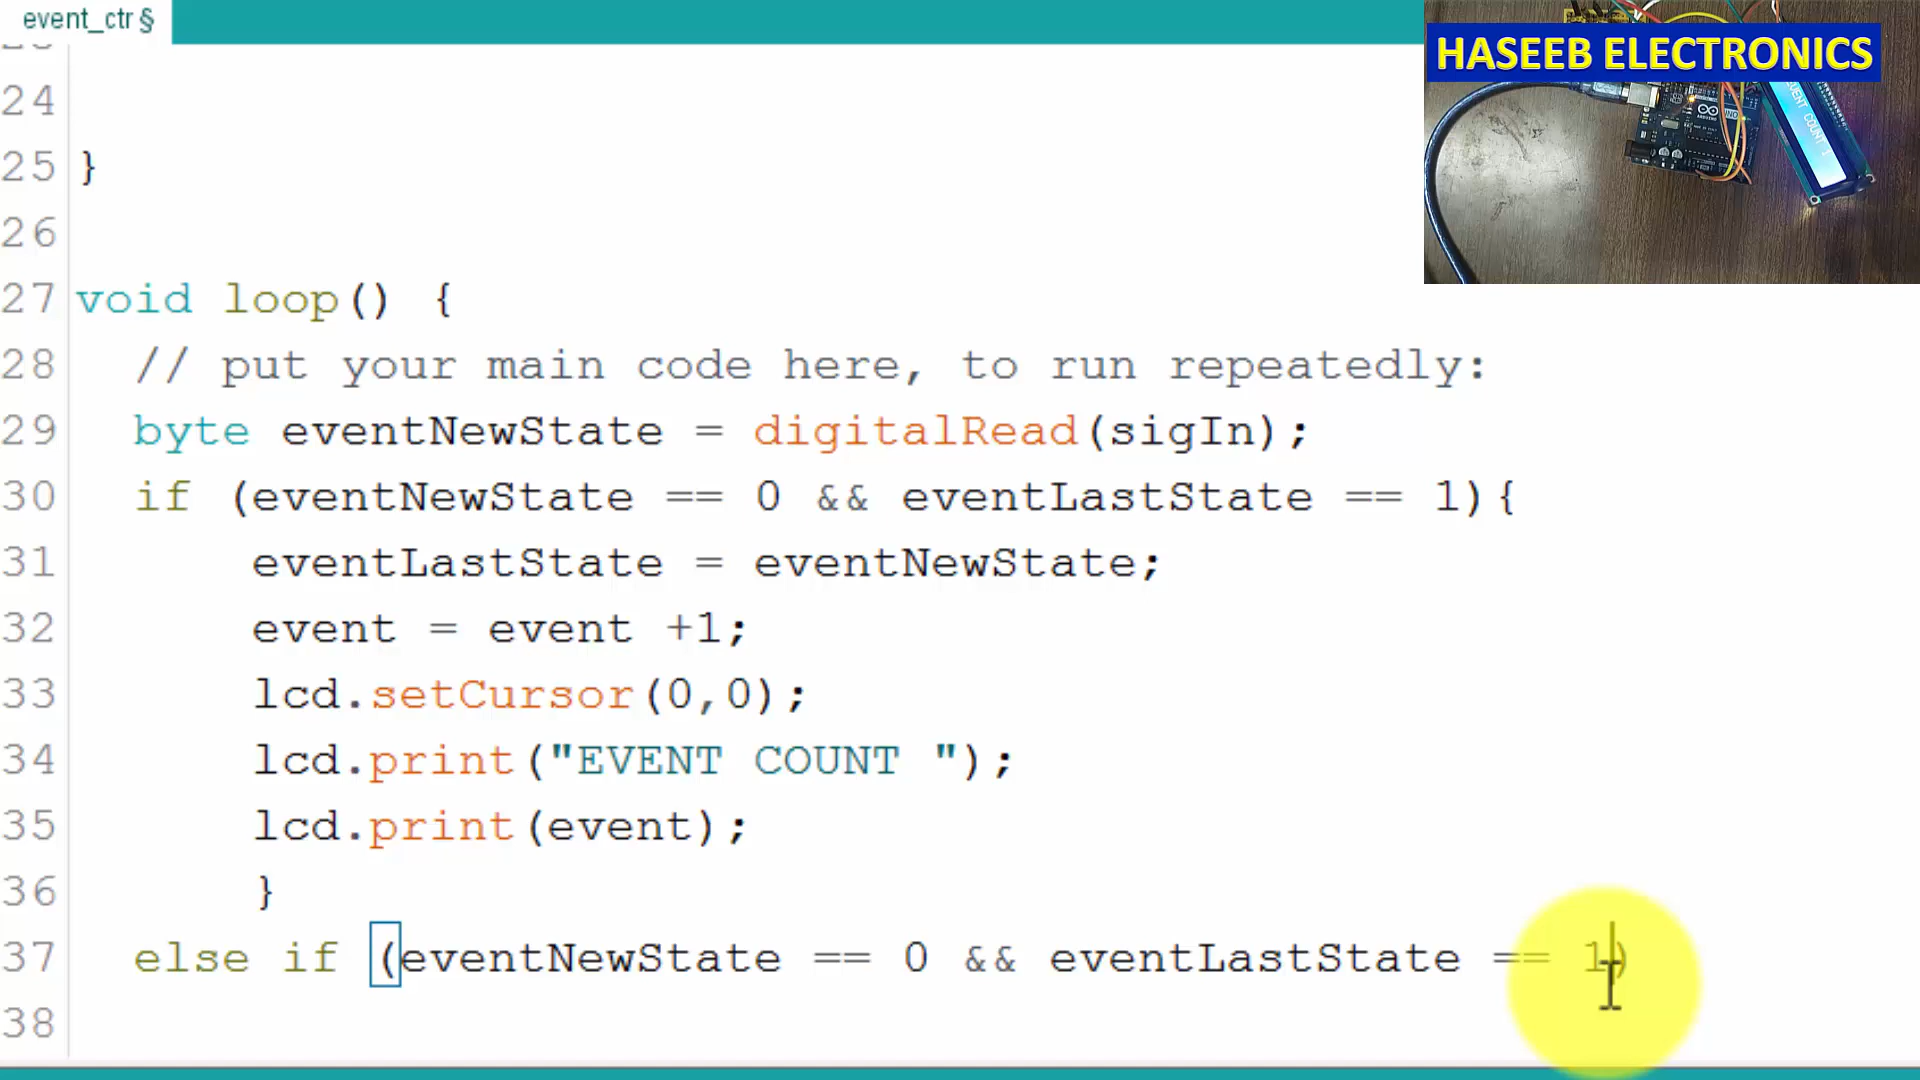 event_ctr §
HASEEB ELECTRONICS
EVENT COUNT
24
25 }
26
27 void loop() {
28 // put your main code here, to run repeatedly:
29 byte eventNewState = digitalRead(sigIn);
30 if (eventNewState == 0 && eventLastState == 1){
31 eventLastState = eventNewState;
32 event = event +1;
33 lcd.setCursor(0,0);
34 lcd.print("EVENT COUNT ");
35 lcd.print(event);
36 }
37 else if (eventNewState == 0 && eventLastState == 1)
38